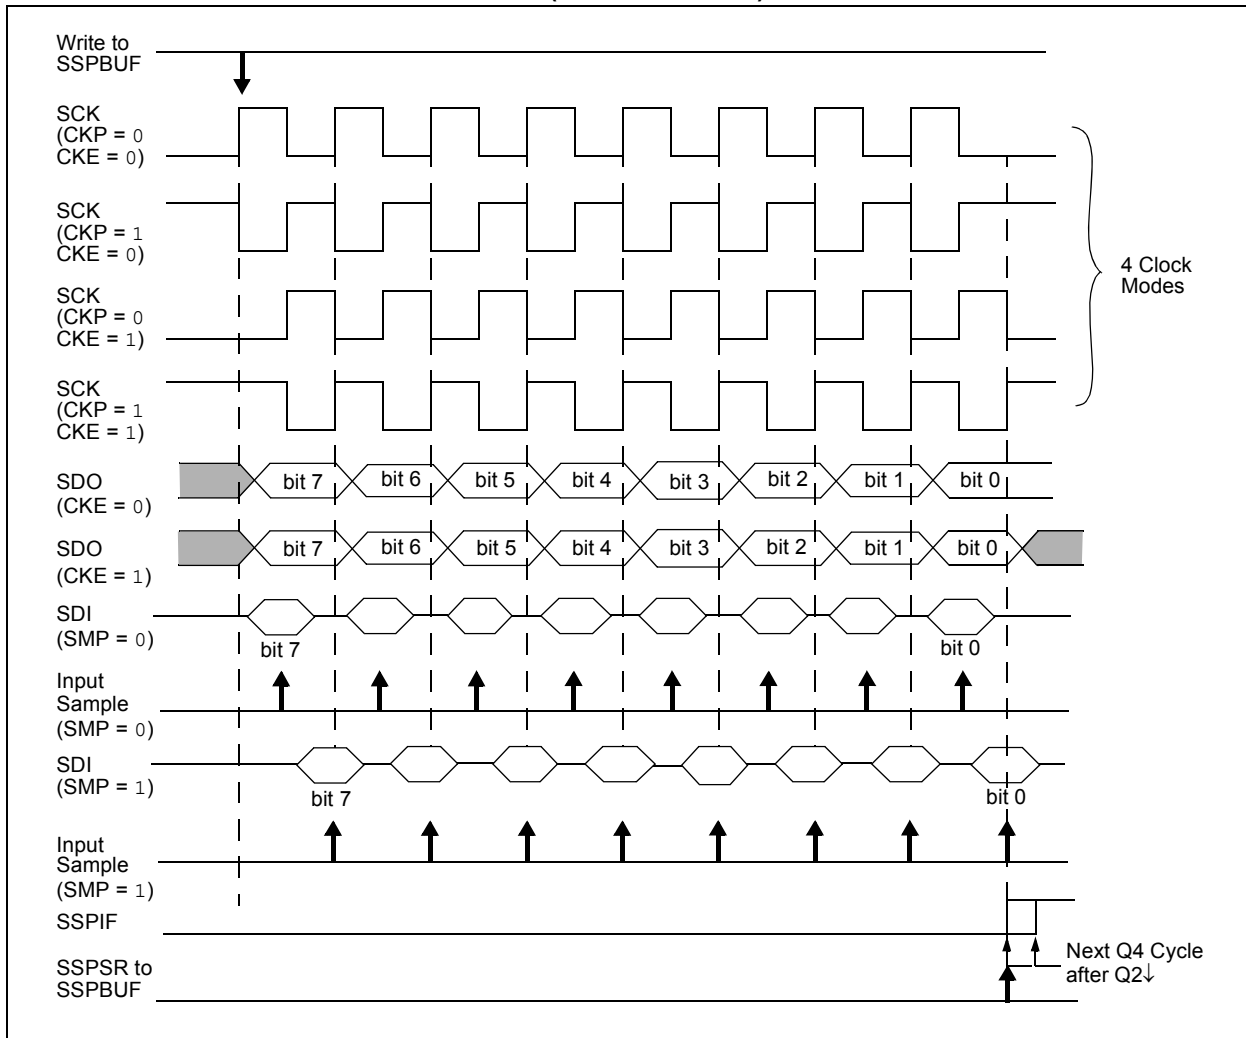 Write to
SSPBUF
SCK
(CKP = 0
CKE = 0)
SCK
(CKP = 1
CKE = 0)
SCK
(CKP = 0
CKE = 1)
SCK
(CKP = 1
CKE = 1)
4 Clock
Modes
SDO
(CKE = 0)
bit 7 bit 6 bit 5 bit 4 bit 3 bit 2 bit 1 bit 0
SDO
(CKE = 1)
bit 7 bit 6 bit 5 bit 4 bit 3 bit 2 bit 1 bit 0
SDI
(SMP = 0)
bit 7 bit 0
Input
Sample
(SMP = 0)
SDI
(SMP = 1)
bit 7 bit 0
Input
Sample
(SMP = 1)
SSPIF
Next Q4 Cycle
after Q2↓
SSPSR to
SSPBUF